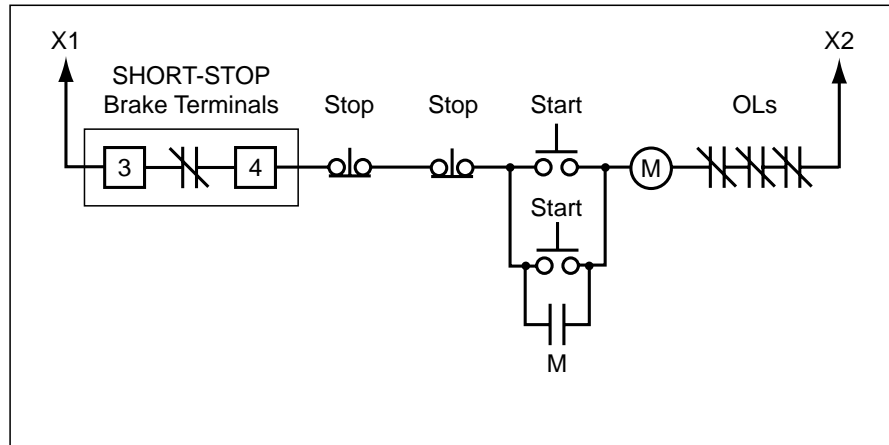 X1
X2
SHORT-STOP
Brake Terminals
Stop
Stop
Start
OLs
3
4
M
Start
M